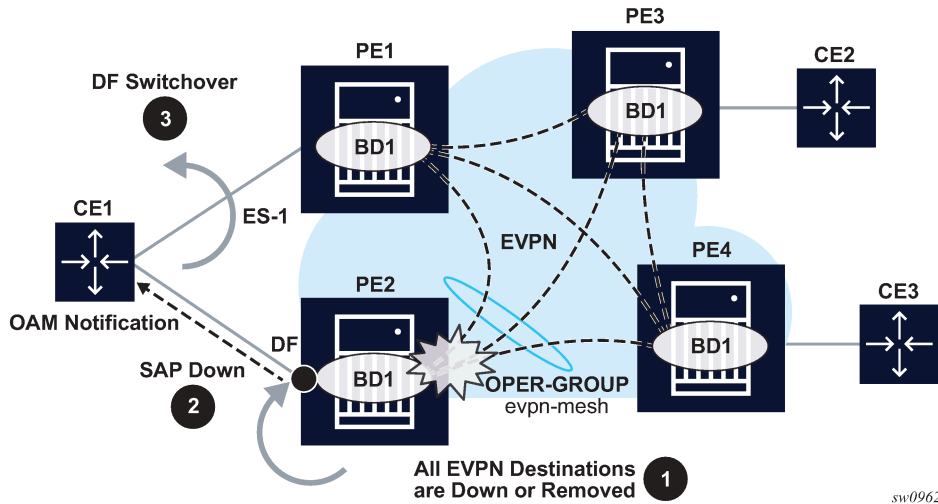 PE3
PE1
CE2
DF Switchover
3
BD1
BD1
CE1
ES-1
EVPN
PE4
PE2
CE3
OAM Notification
DF
SAP Down
BD1
BD1
2
OPER-GROUP
evpn-mesh
All EVPN Destinations
are Down or Removed
1
sw0962